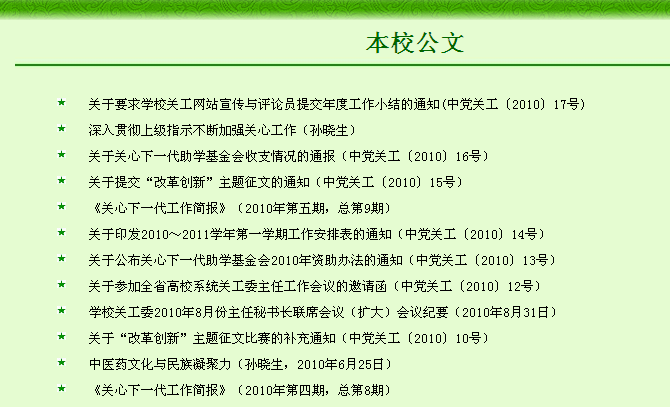 本校公文
关于要求学校关工网站宣传与评论员提交年度工作小结的通知(中党关工〔2010〕17号)
深入贯彻上级指示不断加强关心工作（孙晓生）
关于关心下一代助学基金会收支情况的通报（中党关工〔2010〕16号）
关于提交“改革创新”主题征文的通知（中党关工〔2010〕15号）
《关心下一代工作简报》（2010年第五期，总第9期）
关于印发2010～2011学年第一学期工作安排表的通知（中党关工〔2010〕14号）
关于公布关心下一代助学基金会2010年资助办法的通知（中党关工〔2010〕13号）
关于参加全省高校系统关工委主任工作会议的邀请函（中党关工〔2010〕12号）
学校关工委2010年8月份主任秘书长联席会议（扩大）会议纪要（2010年8月31日）
关于“改革创新”主题征文比赛的补充通知（中党关工〔2010〕10号）
中医药文化与民族凝聚力（孙晓生，2010年6月25日）
《关心下一代工作简报》（2010年第四期，总第8期）